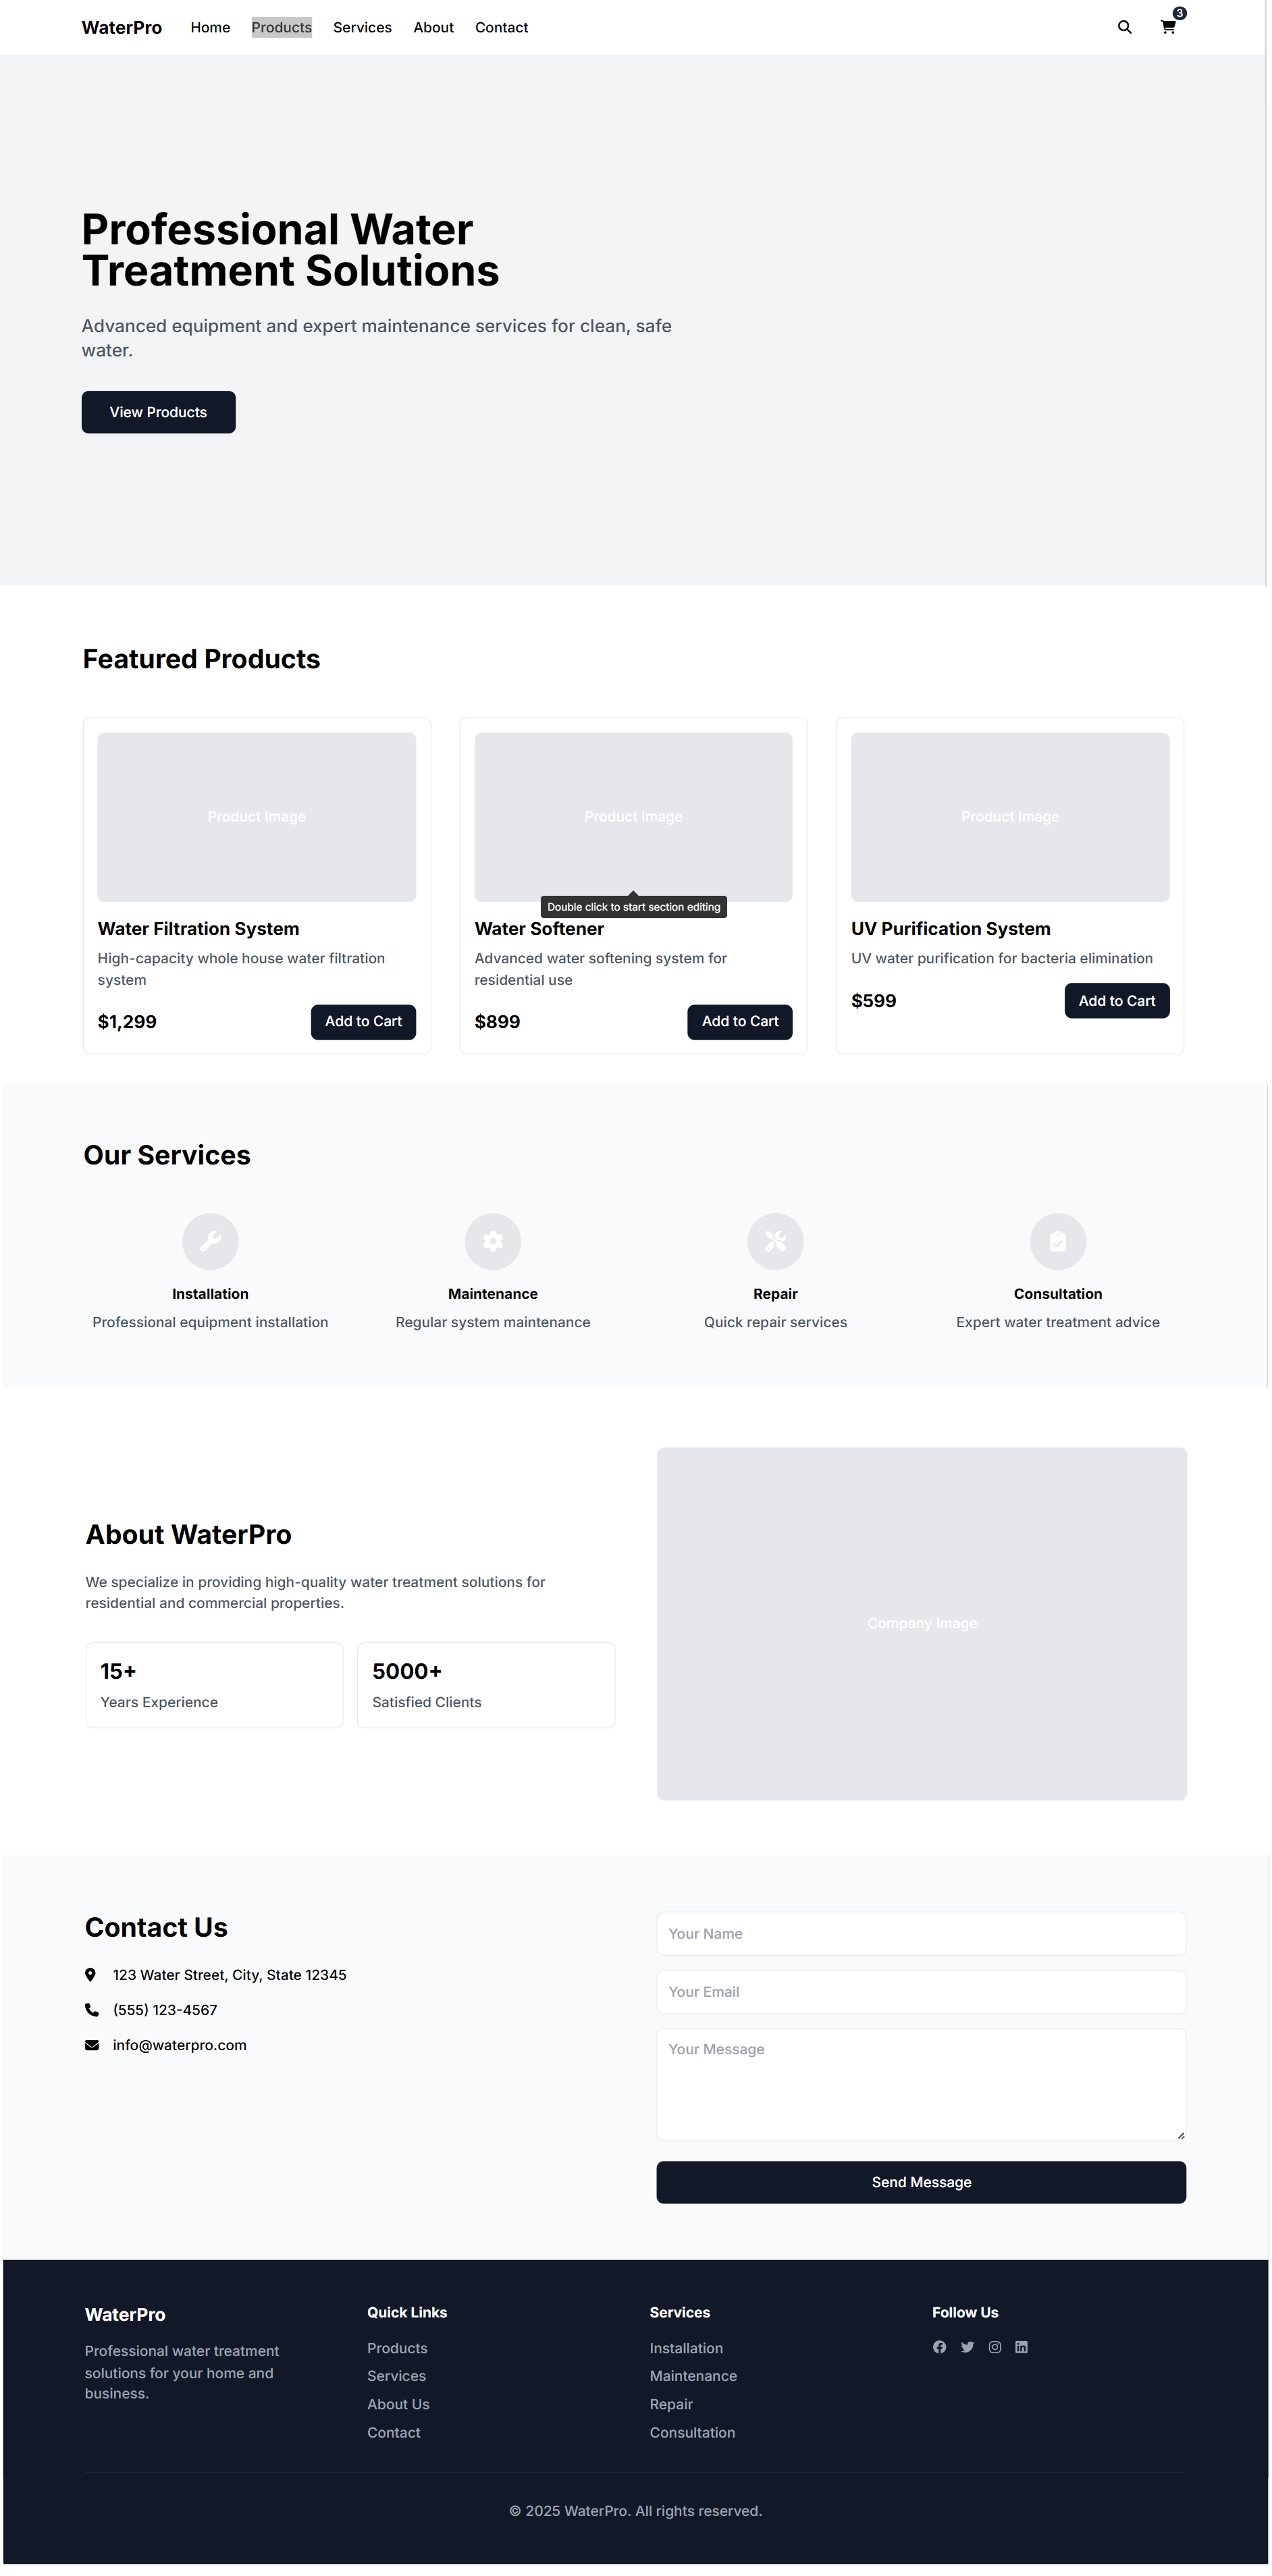 WaterPro
Home
Products
Services
About
Contact
3
Professional Water
Treatment Solutions
Advanced equipment and expert maintenance services for clean, safe
water.
View Products
Featured Products
Product Image
Product Image
Product Image
Double click to start section editing
Water Filtration System
High-capacity whole house water filtration
system
$1,299
Add to Cart
Water Softener
Advanced water softening system for
residential use
$899
Add to Cart
UV Purification System
UV water purification for bacteria elimination
$599
Add to Cart
Our Services
Installation
Professional equipment installation
Maintenance
Regular system maintenance
Repair
Quick repair services
Consultation
Expert water treatment advice
About WaterPro
We specialize in providing high-quality water treatment solutions for
residential and commercial properties.
15+
Years Experience
5000+
Satisfied Clients
Company Image
Contact Us
123 Water Street, City, State 12345
(555) 123-4567
info@waterpro.com
Your Name
Your Email
Your Message
Send Message
WaterPro
Professional water treatment
solutions for your home and
business.
Quick Links
Products
Services
About Us
Contact
Services
Installation
Maintenance
Repair
Consultation
Follow Us
© 2025 WaterPro. All rights reserved.